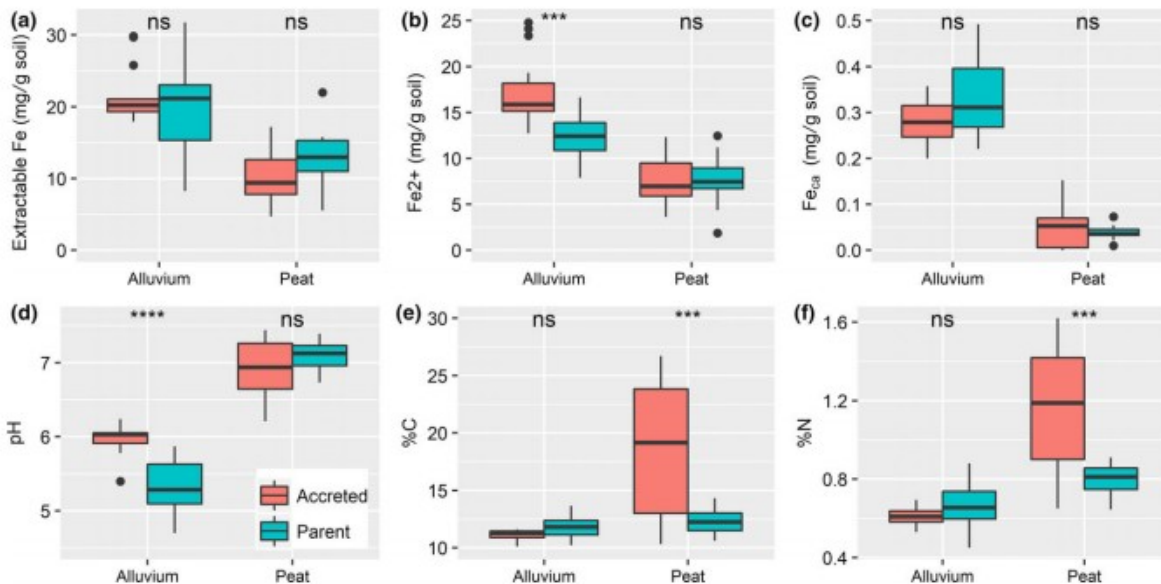 (a) ns ns
Extractable Fe (mg/g soil)
30
20
10
0
Alluvium Peat
(b) *** ns
Fe2+ (mg/g soil)
25
20
15
10
5
0
Alluvium Peat
(c) ns ns
Fe_ca (mg/g soil)
0.5
0.4
0.3
0.2
0.1
0.0
Alluvium Peat
(d) **** ns
pH
7
6
5
Accreted
Parent
Alluvium Peat
(e) ns ***
%C
30
25
20
15
10
Alluvium Peat
(f) ns ***
%N
1.6
1.2
0.8
0.4
Alluvium Peat